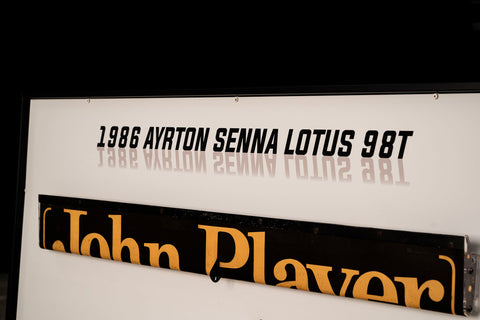 1986 AYRTON SENNA LOTUS 98T
John Player